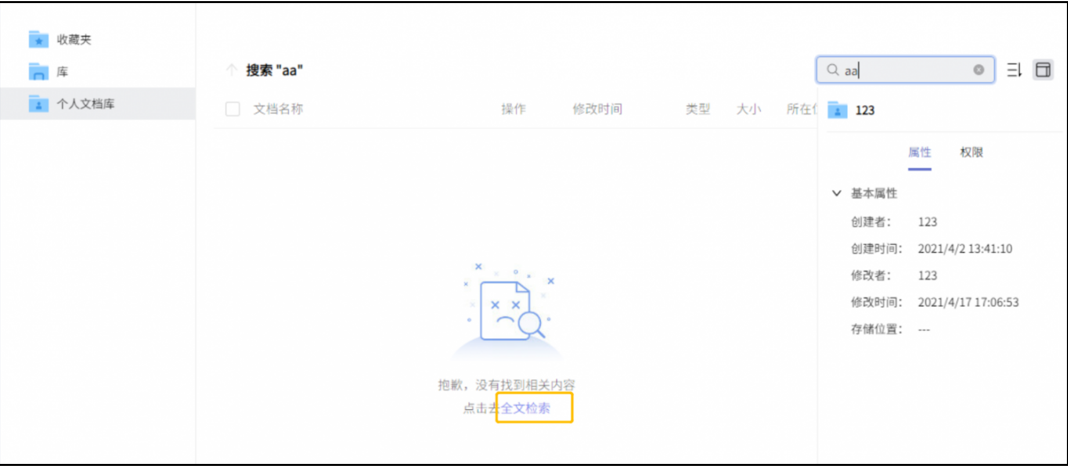 收藏夹
库
个人文档库
搜索 "aa"
aa
文档名称 操作 修改时间 类型 大小 所在
抱歉，没有找到相关内容
点击去全文检索
123
属性 权限
基本属性
创建者： 123
创建时间： 2021/4/2 13:41:10
修改者： 123
修改时间： 2021/4/17 17:06:53
存储位置： ---